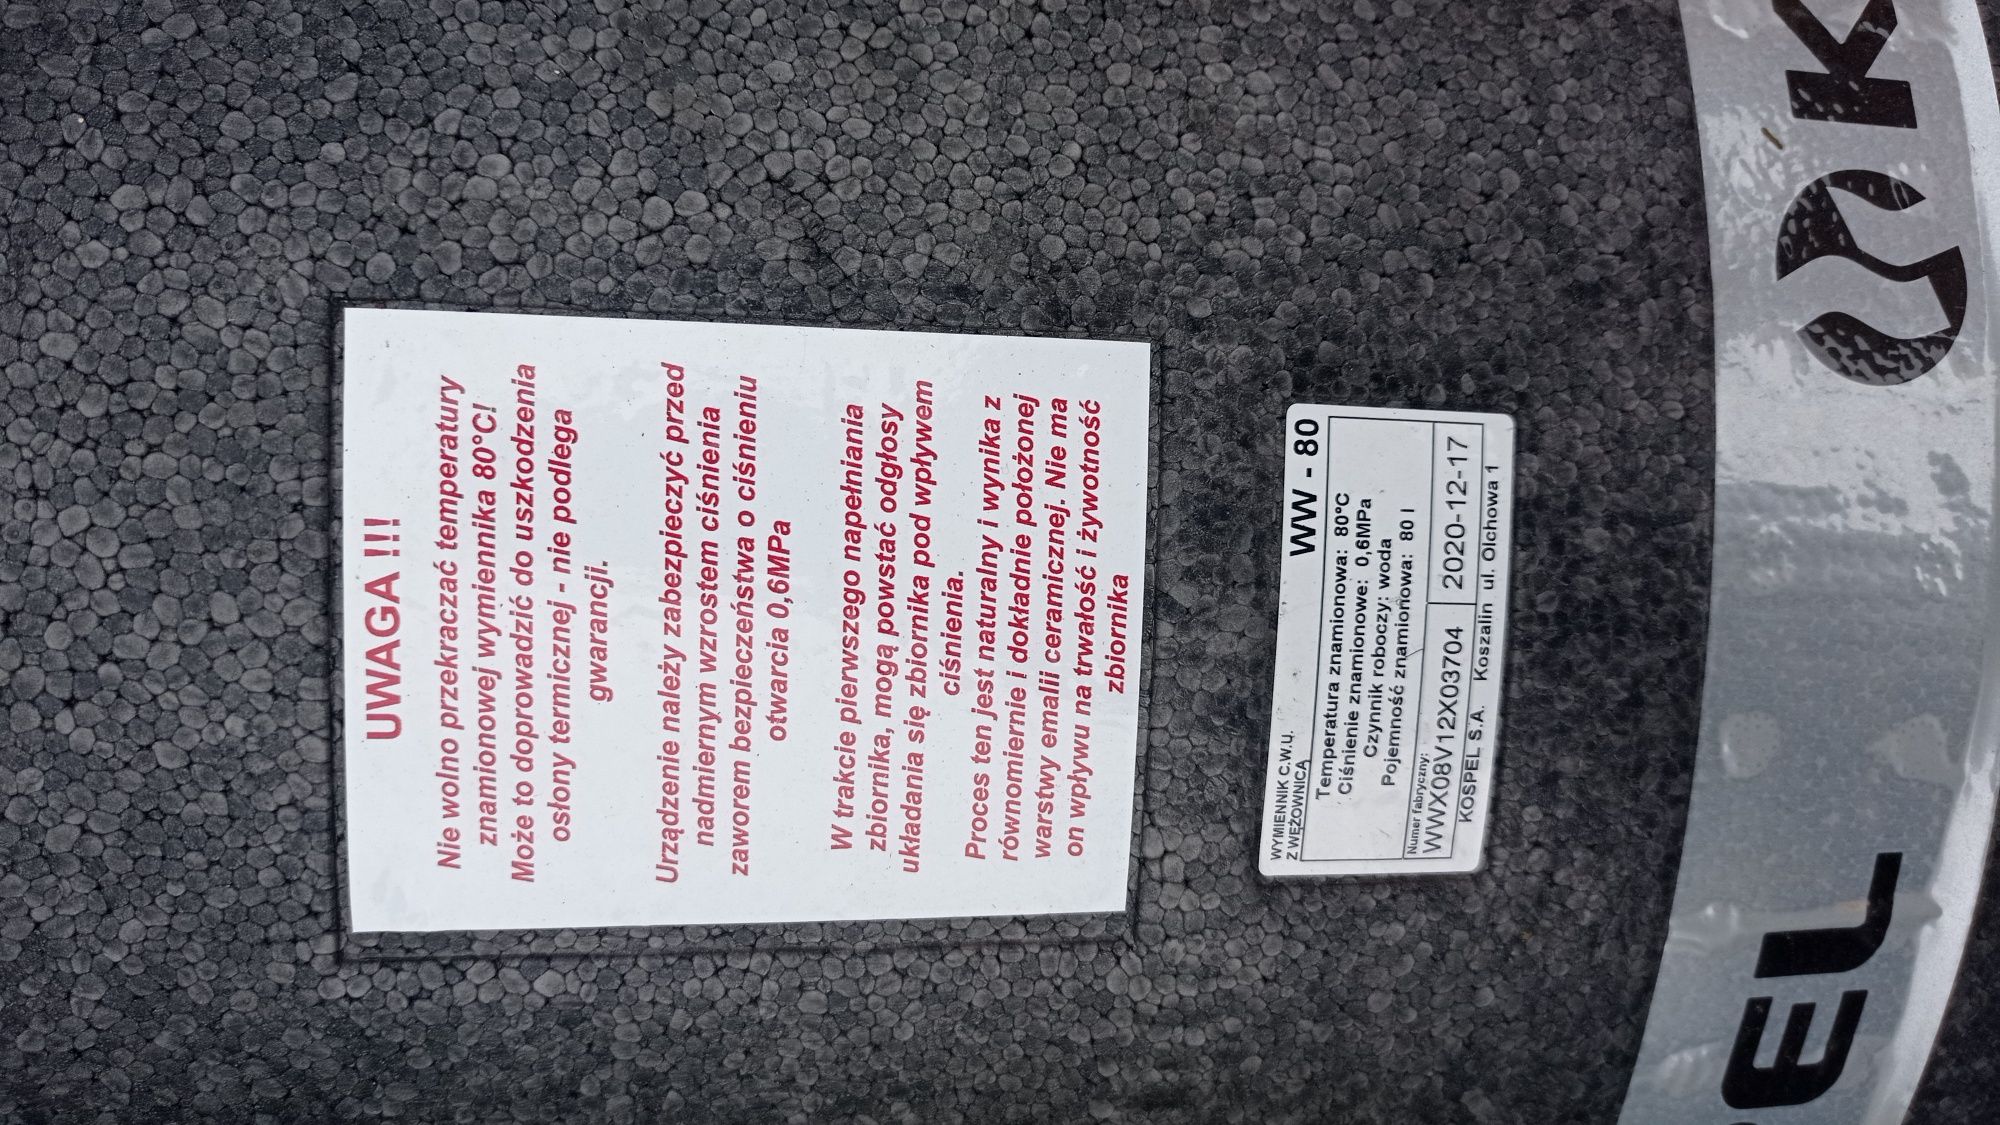 UWAGA !!!
Nie wolno przekraczać temperatury
znamionowej wymiennika 80°C!
Może to doprowadzić do uszkodzenia
osłony termicznej - nie podlega
gwarancji.
Urządzenie należy zabezpieczyć przed
nadmiernym wzrostem ciśnienia
zaworem bezpieczeństwa o ciśnieniu
otwarcia 0,6MPa
W trakcie pierwszego napełniania
zbiornika, mogą powstać odgłosy
układania się zbiornika pod wpływem
ciśnienia.
Proces ten jest naturalny i wynika z
równomiernie i dokładnie położonej
warstwy emalii ceramicznej. Nie ma
on wpływu na trwałość i żywotność
zbiornika
WYMIENNIK C.W.U.
Z WĘŻOWNICĄ
WW - 80
Temperatura znamionowa: 80°C
Ciśnienie znamionowe: 0,6MPa
Czynnik roboczy: woda
Pojemność znamionowa: 80 l
Numer fabryczny:
WWX08V12X03704 2020-12-17
KOSPEL S.A. Koszalin ul. Olchowa 1
PEL K